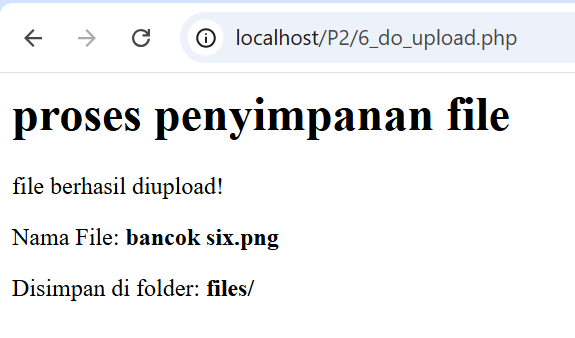 localhost/P2/6_do_upload.php
proses penyimpanan file
file berhasil diupload!
Nama File: bancok six.png
Disimpan di folder: files/